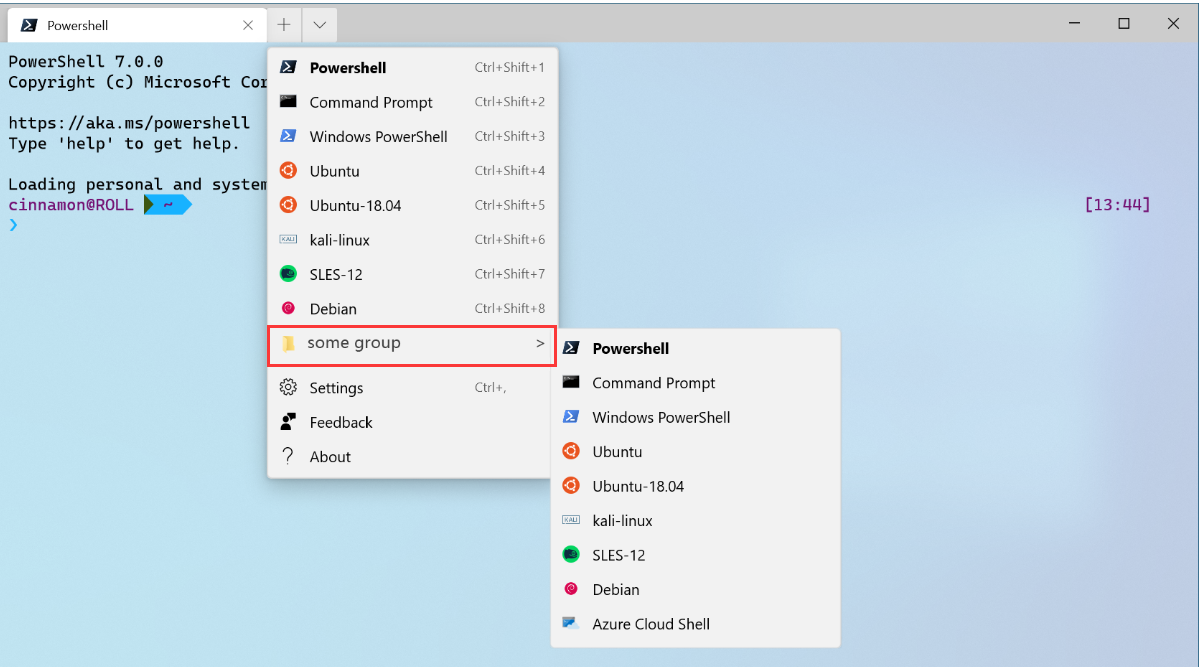 Powershell
PowerShell 7.0.0
Copyright (c) Microsoft Cor
https://aka.ms/powershell
Type 'help' to get help.
Loading personal and system
cinnamon@ROLL ~ [13:44]
❯
Powershell Ctrl+Shift+1
Command Prompt Ctrl+Shift+2
Windows PowerShell Ctrl+Shift+3
Ubuntu Ctrl+Shift+4
Ubuntu-18.04 Ctrl+Shift+5
KALI kali-linux Ctrl+Shift+6
SLES-12 Ctrl+Shift+7
Debian Ctrl+Shift+8
some group >
Settings Ctrl+,
Feedback
? About
Powershell
Command Prompt
Windows PowerShell
Ubuntu
Ubuntu-18.04
KALI kali-linux
SLES-12
Debian
Azure Cloud Shell